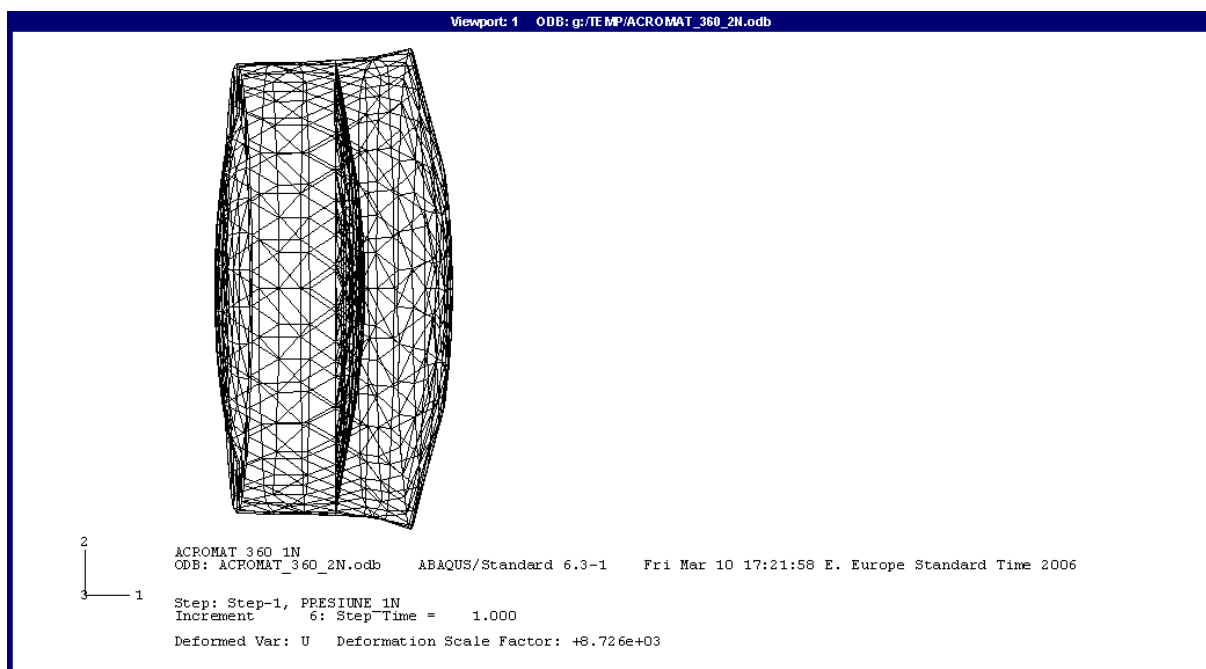 Viewport: 1 ODB: g:/TEMP/ACROMAT_360_2N.odb
2
3 1
ACROMAT 360 1N
ODB: ACROMAT_360_2N.odb ABAQUS/Standard 6.3-1 Fri Mar 10 17:21:58 E. Europe Standard Time 2006
Step: Step-1, PRESIUNE_1N
Increment 6: Step Time = 1.000
Deformed Var: U Deformation Scale Factor: +8.726e+03